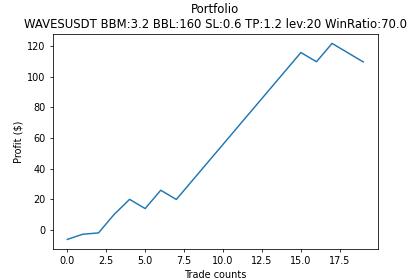 Portfolio
WAVESUSDT BBM:3.2 BBL:160 SL:0.6 TP:1.2 lev:20 WinRatio:70.0
120
100
80
60
40
20
0
Profit ($)
0.0 2.5 5.0 7.5 10.0 12.5 15.0 17.5
Trade counts